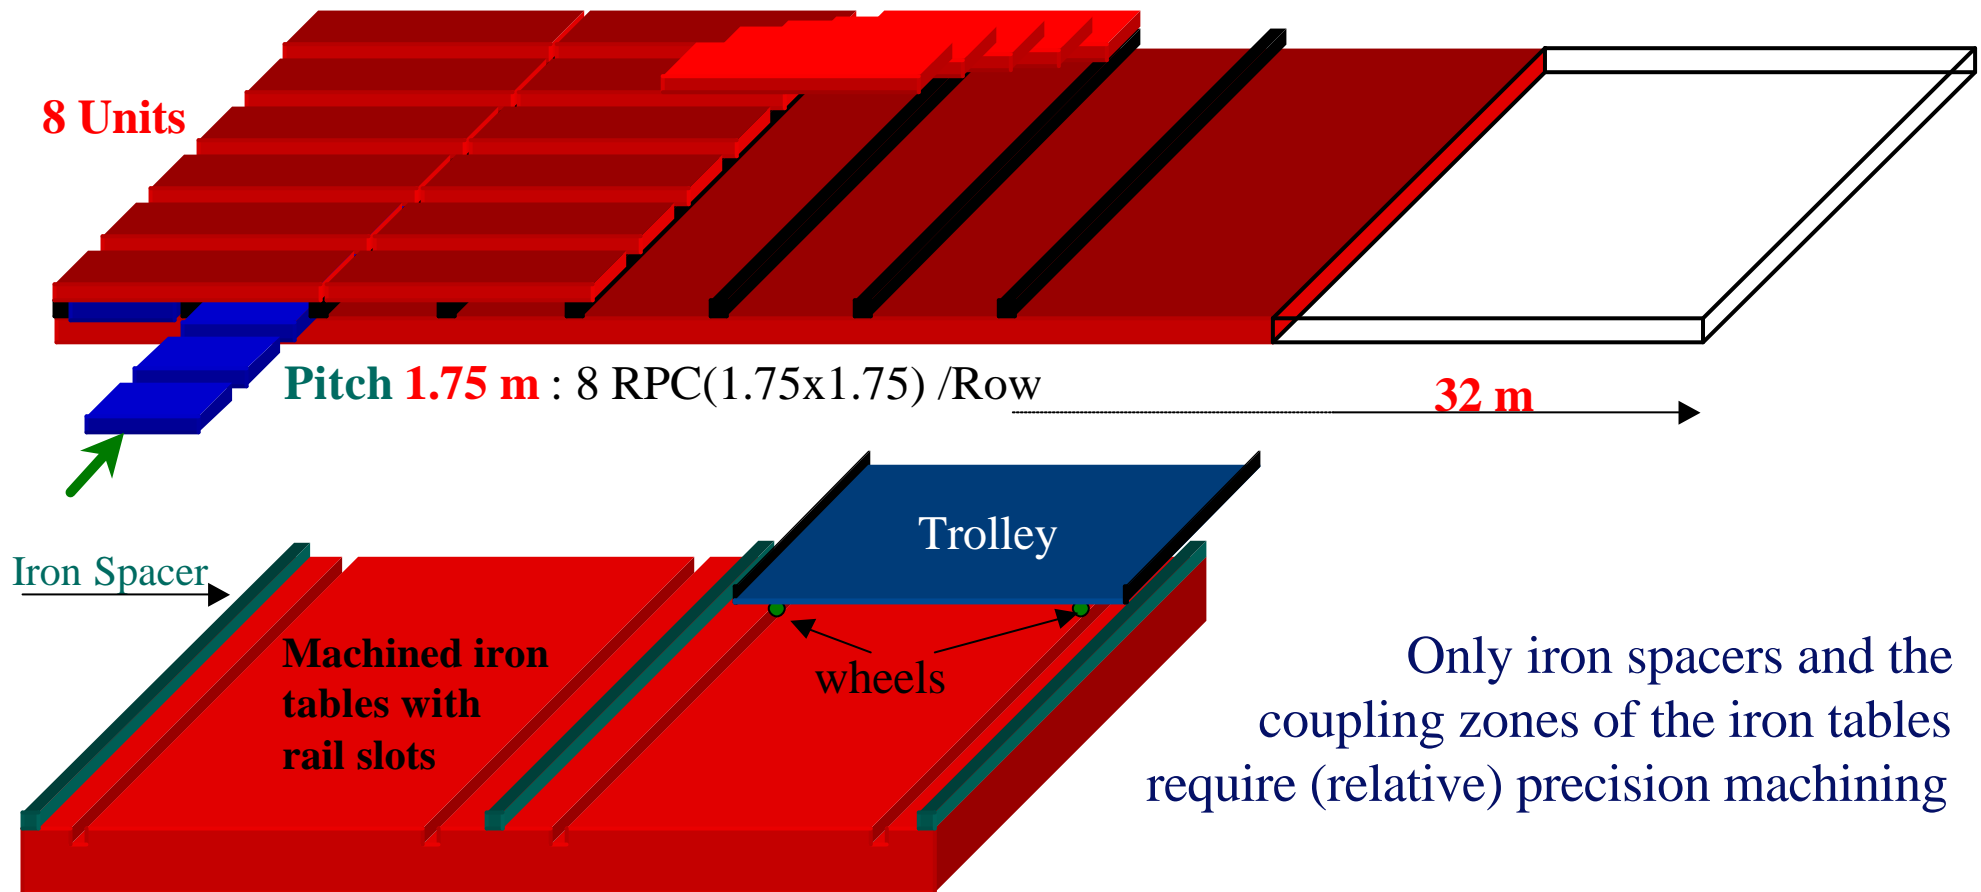 8 Units
Pitch 1.75 m : 8 RPC(1.75x1.75) /Row
32 m
Trolley
Iron Spacer
Machined iron
tables with
rail slots
wheels
Only iron spacers and the
coupling zones of the iron tables
require (relative) precision machining